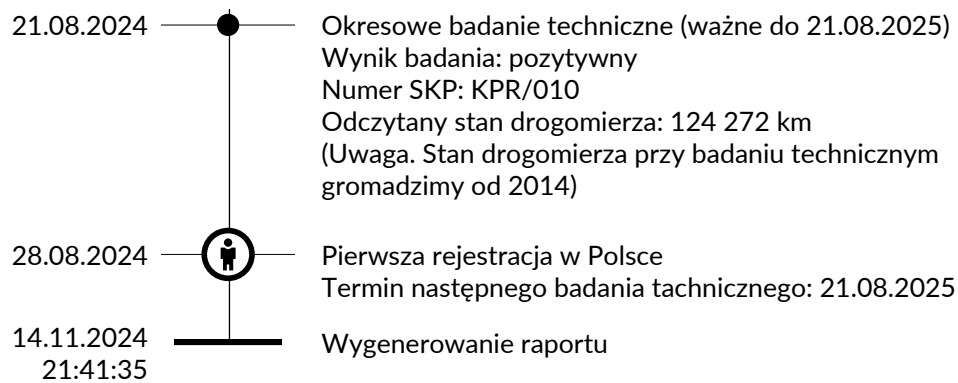 21.08.2024
Okresowe badanie techniczne (ważne do 21.08.2025)
Wynik badania: pozytywny
Numer SKP: KPR/010
Odczytany stan drogomierza: 124 272 km
(Uwaga. Stan drogomierza przy badaniu technicznym
gromadzimy od 2014)
28.08.2024
Pierwsza rejestracja w Polsce
Termin następnego badania tachnicznego: 21.08.2025
14.11.2024
21:41:35
Wygenerowanie raportu